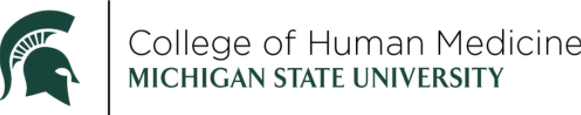 College of Human Medicine
MICHIGAN STATE UNIVERSITY